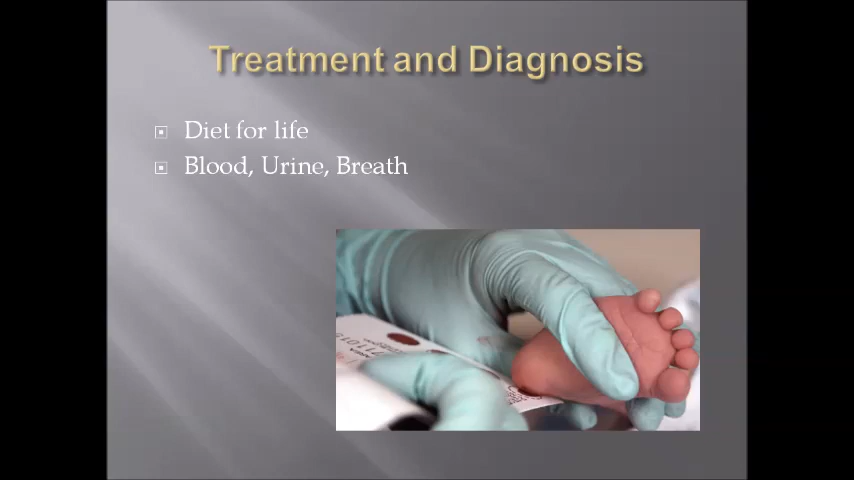 Treatment and Diagnosis
Diet for life
Blood, Urine, Breath